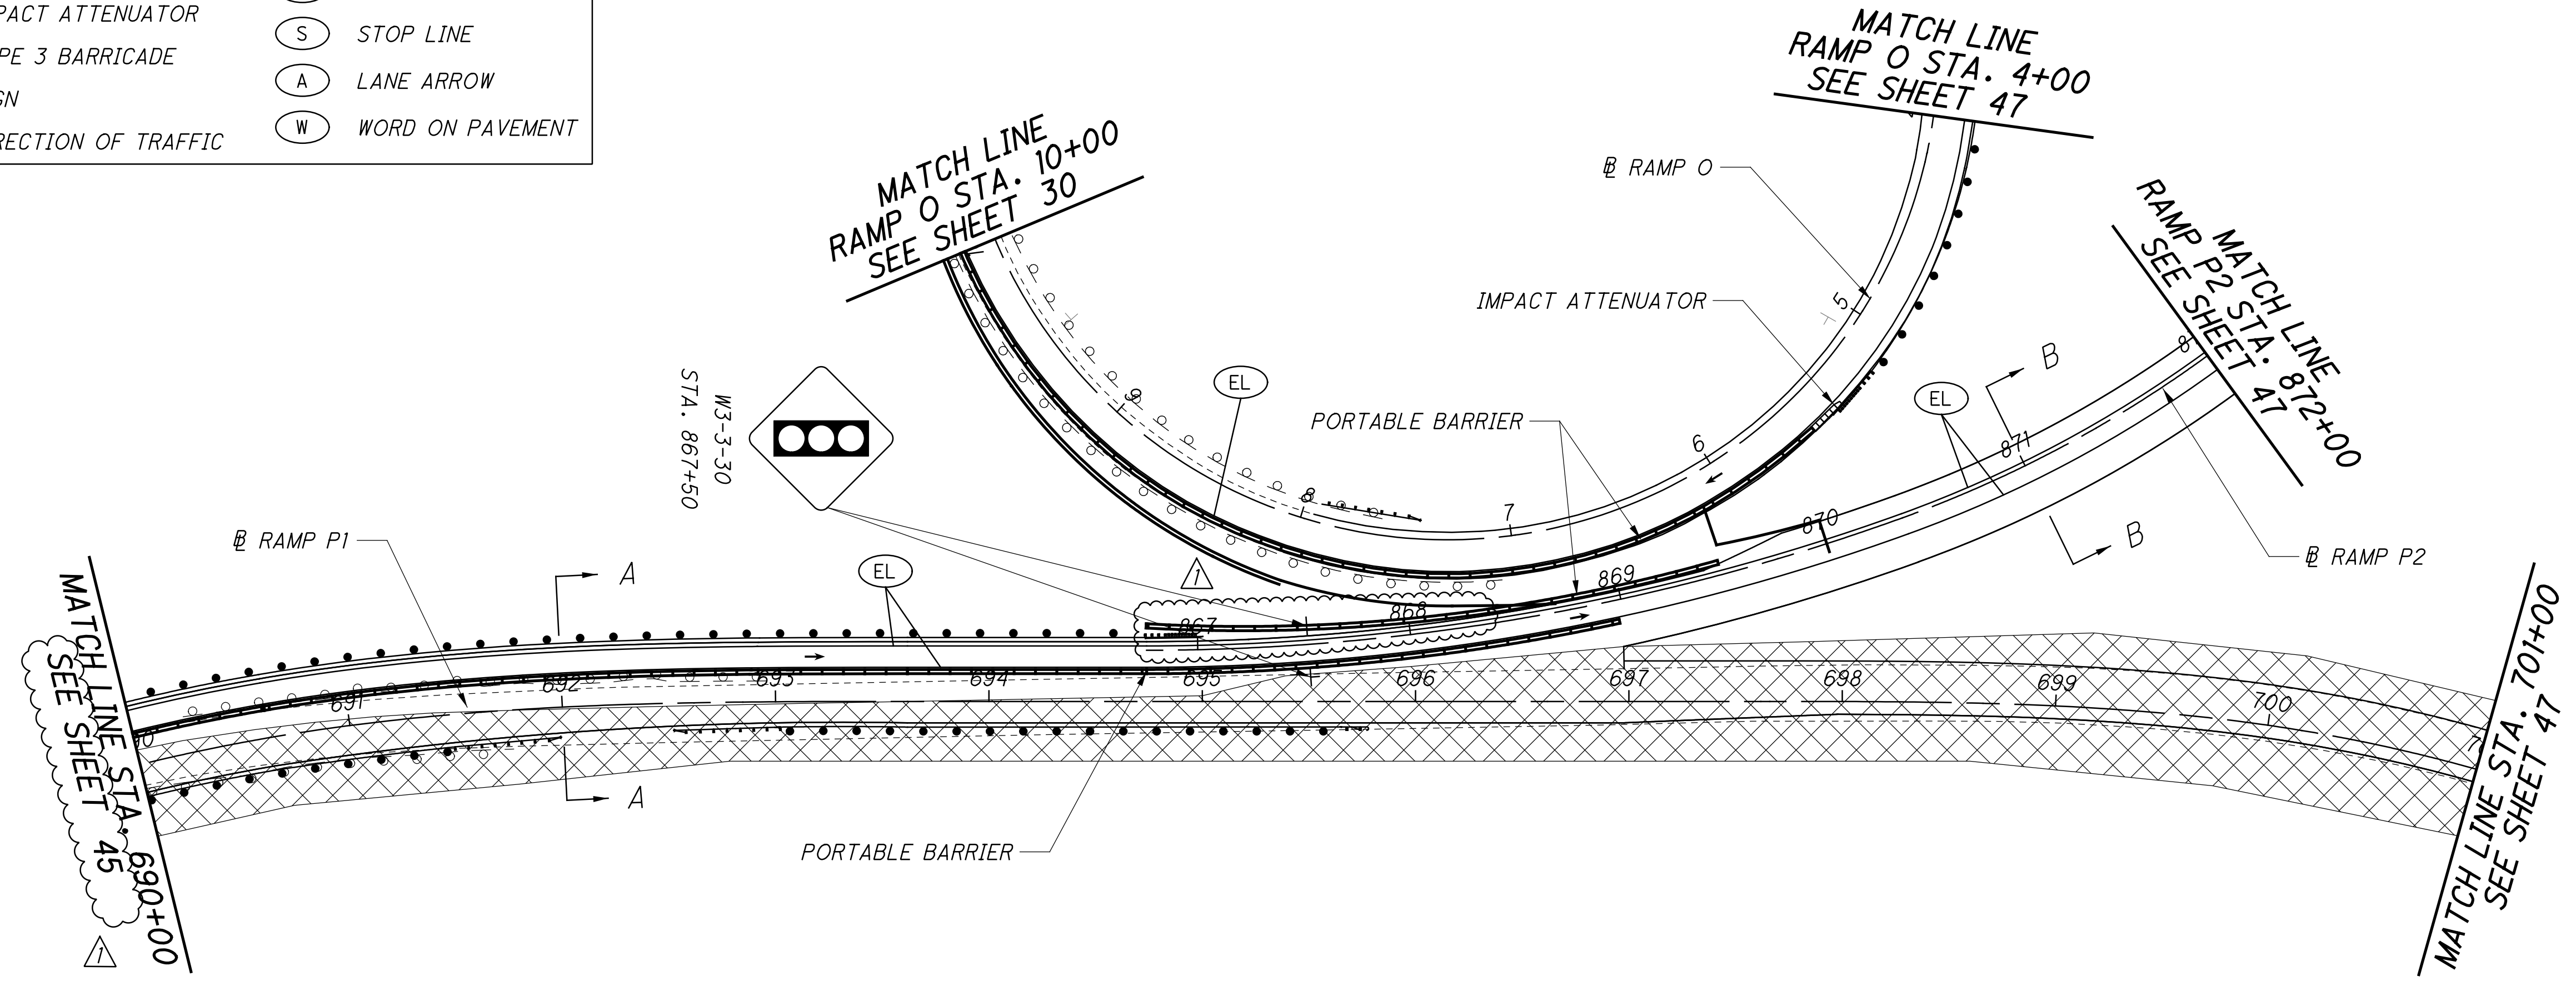 PACT ATTENUATOR
PE 3 BARRICADE
GN
RECTION OF TRAFFIC
S STOP LINE
A LANE ARROW
W WORD ON PAVEMENT
MATCH LINE
RAMP O STA. 10+00
SEE SHEET 30
MATCH LINE
RAMP O STA. 4+00
SEE SHEET 47
MATCH LINE
RAMP P2 STA. 872+00
SEE SHEET 47
℄ RAMP O
IMPACT ATTENUATOR
PORTABLE BARRIER
EL
EL
EL
B
B
5
6
7
8
9
W3-3-30
STA. 867+50
℄ RAMP P1
℄ RAMP P2
A
A
1
867
868
869
870
871
8
691
692
693
694
695
696
697
698
699
700
PORTABLE BARRIER
MATCH LINE STA. 690+00
SEE SHEET 45
1
MATCH LINE STA. 701+00
SEE SHEET 47